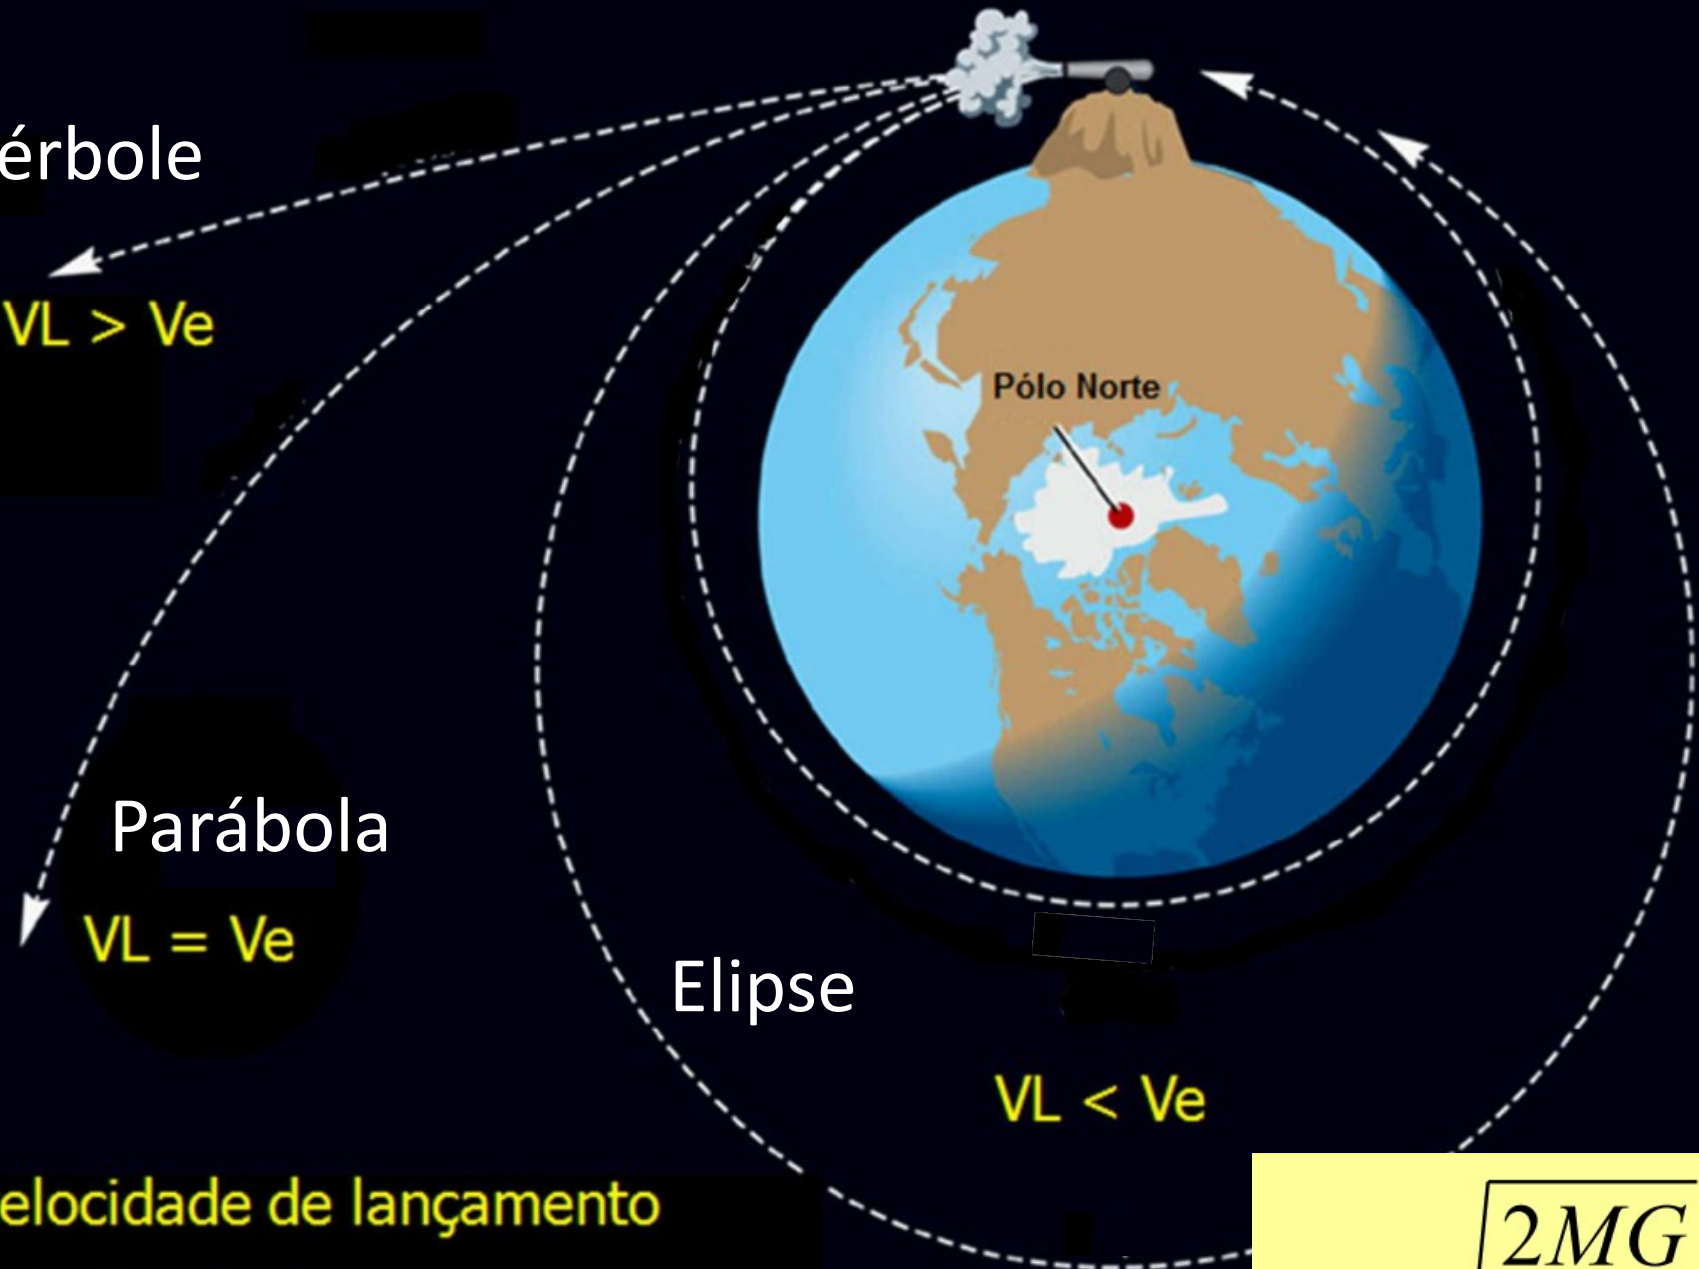 érbole
VL > Ve
Pólo Norte
Parábola
VL = Ve
Elipse
VL < Ve
elocidade de lançamento
2MG